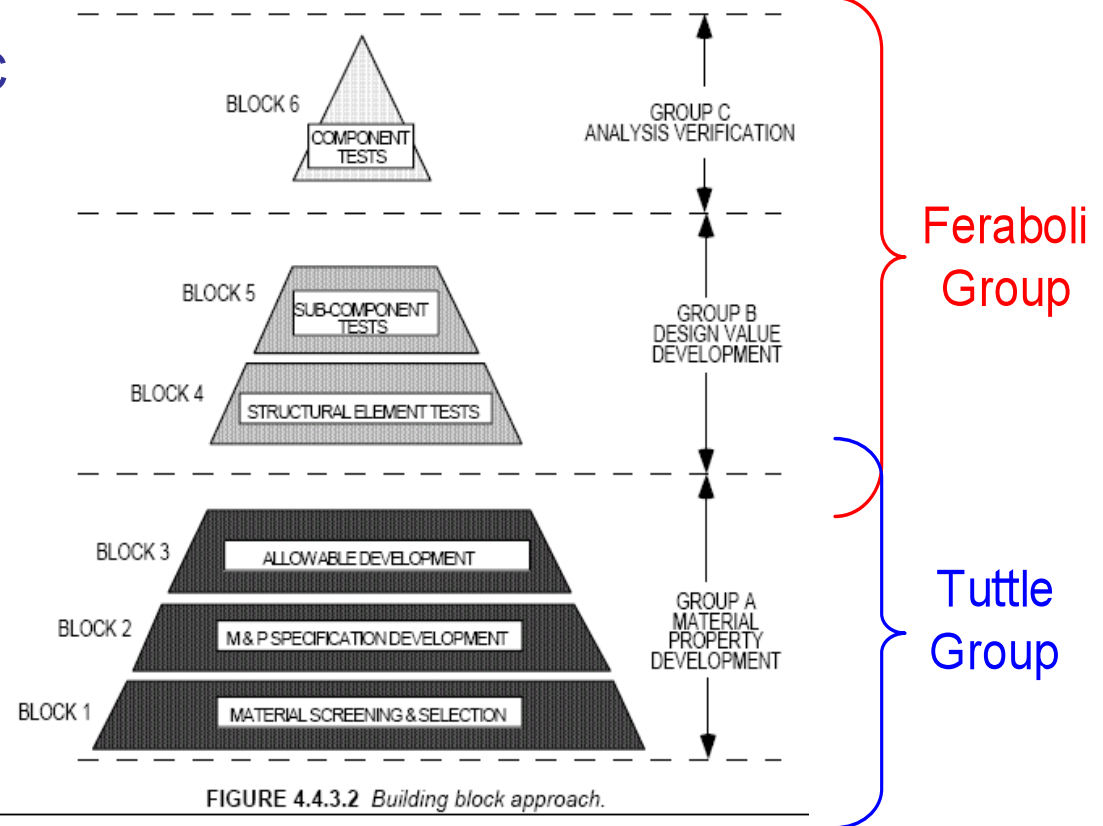 c
BLOCK 6
COMPONENT
TESTS
GROUP C
ANALYSIS VERIFICATION
Feraboli
Group
BLOCK 5
SUB-COMPONENT
TESTS
GROUP B
DESIGN VALUE
DEVELOPMENT
BLOCK 4
STRUCTURAL ELEMENT TESTS
BLOCK 3
ALLOWABLE DEVELOPMENT
GROUP A
MATERIAL
PROPERTY
DEVELOPMENT
Tuttle
Group
BLOCK 2
M & P SPECIFICATION DEVELOPMENT
BLOCK 1
MATERIAL SCREENING & SELECTION
FIGURE 4.4.3.2 Building block approach.